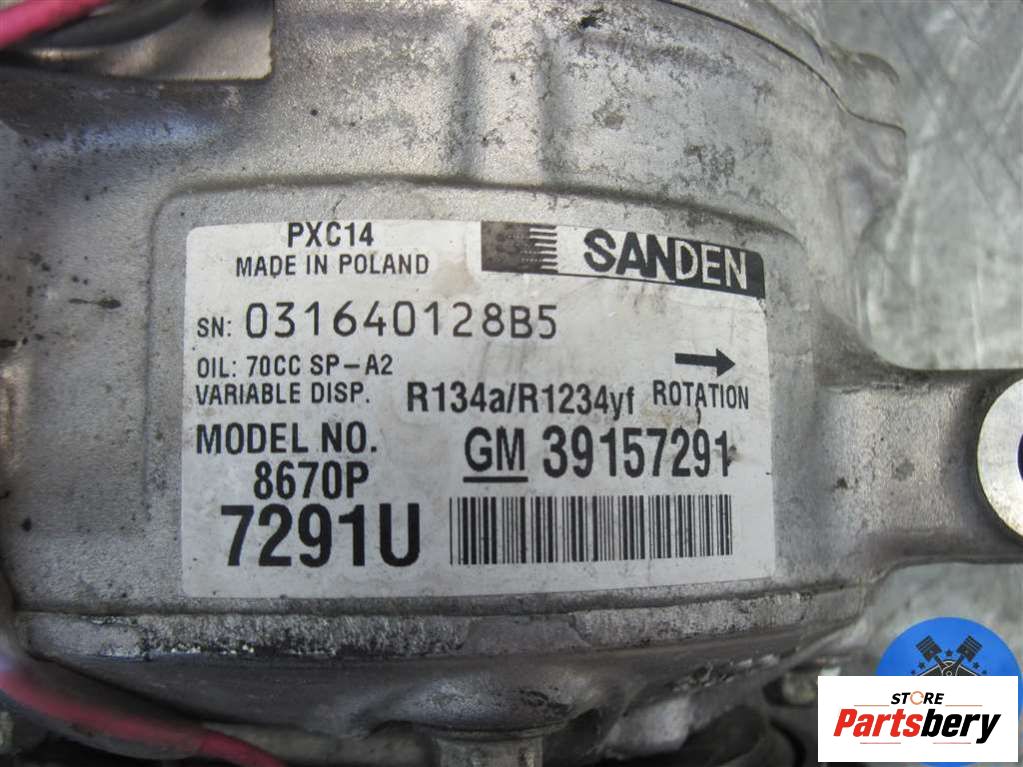 PXC14
MADE IN POLAND
SANDEN
SN: 031640128B5
OIL: 70CC SP-A2
VARIABLE DISP.
R134a/R1234yf
ROTATION
MODEL NO.
8670P
GM 39157291
7291U
STORE
Partsbery